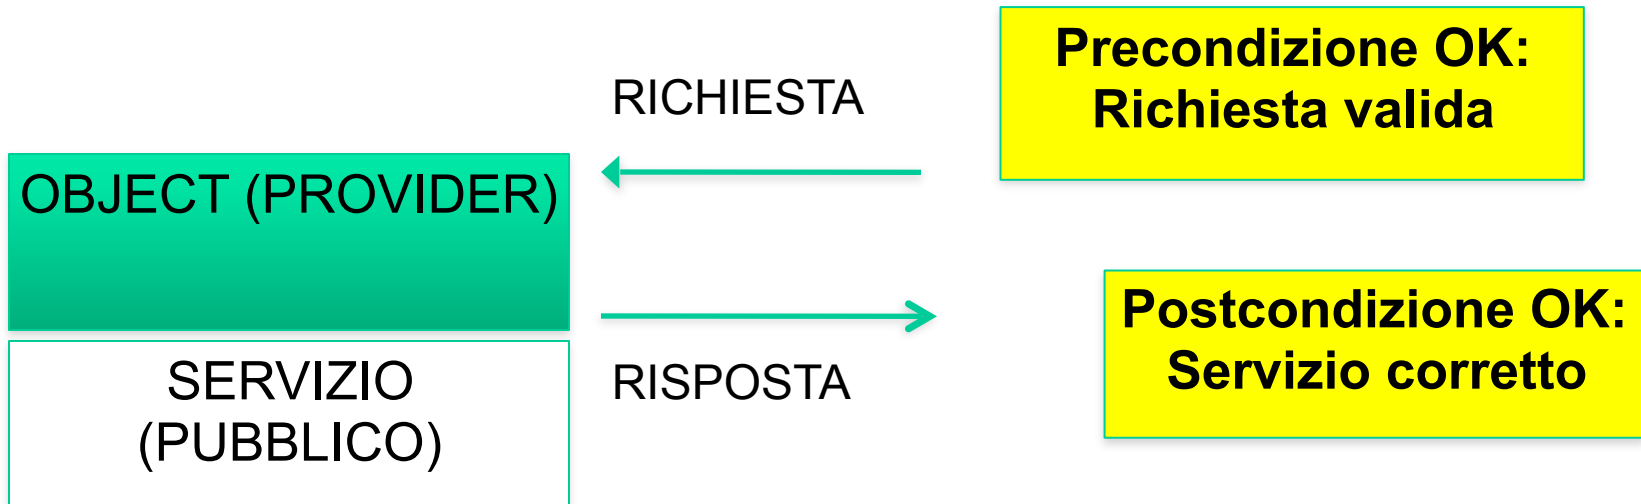 OBJECT (PROVIDER)
SERVIZIO
(PUBBLICO)
RICHIESTA
RISPOSTA
Precondizione OK:
Richiesta valida
Postcondizione OK:
Servizio corretto